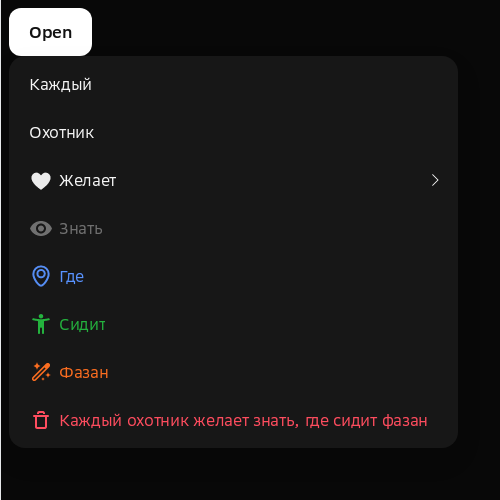 Open
Каждый
Охотник
Желает
Знать
Где
Сидит
Фазан
Каждый охотник желает знать, где сидит фазан